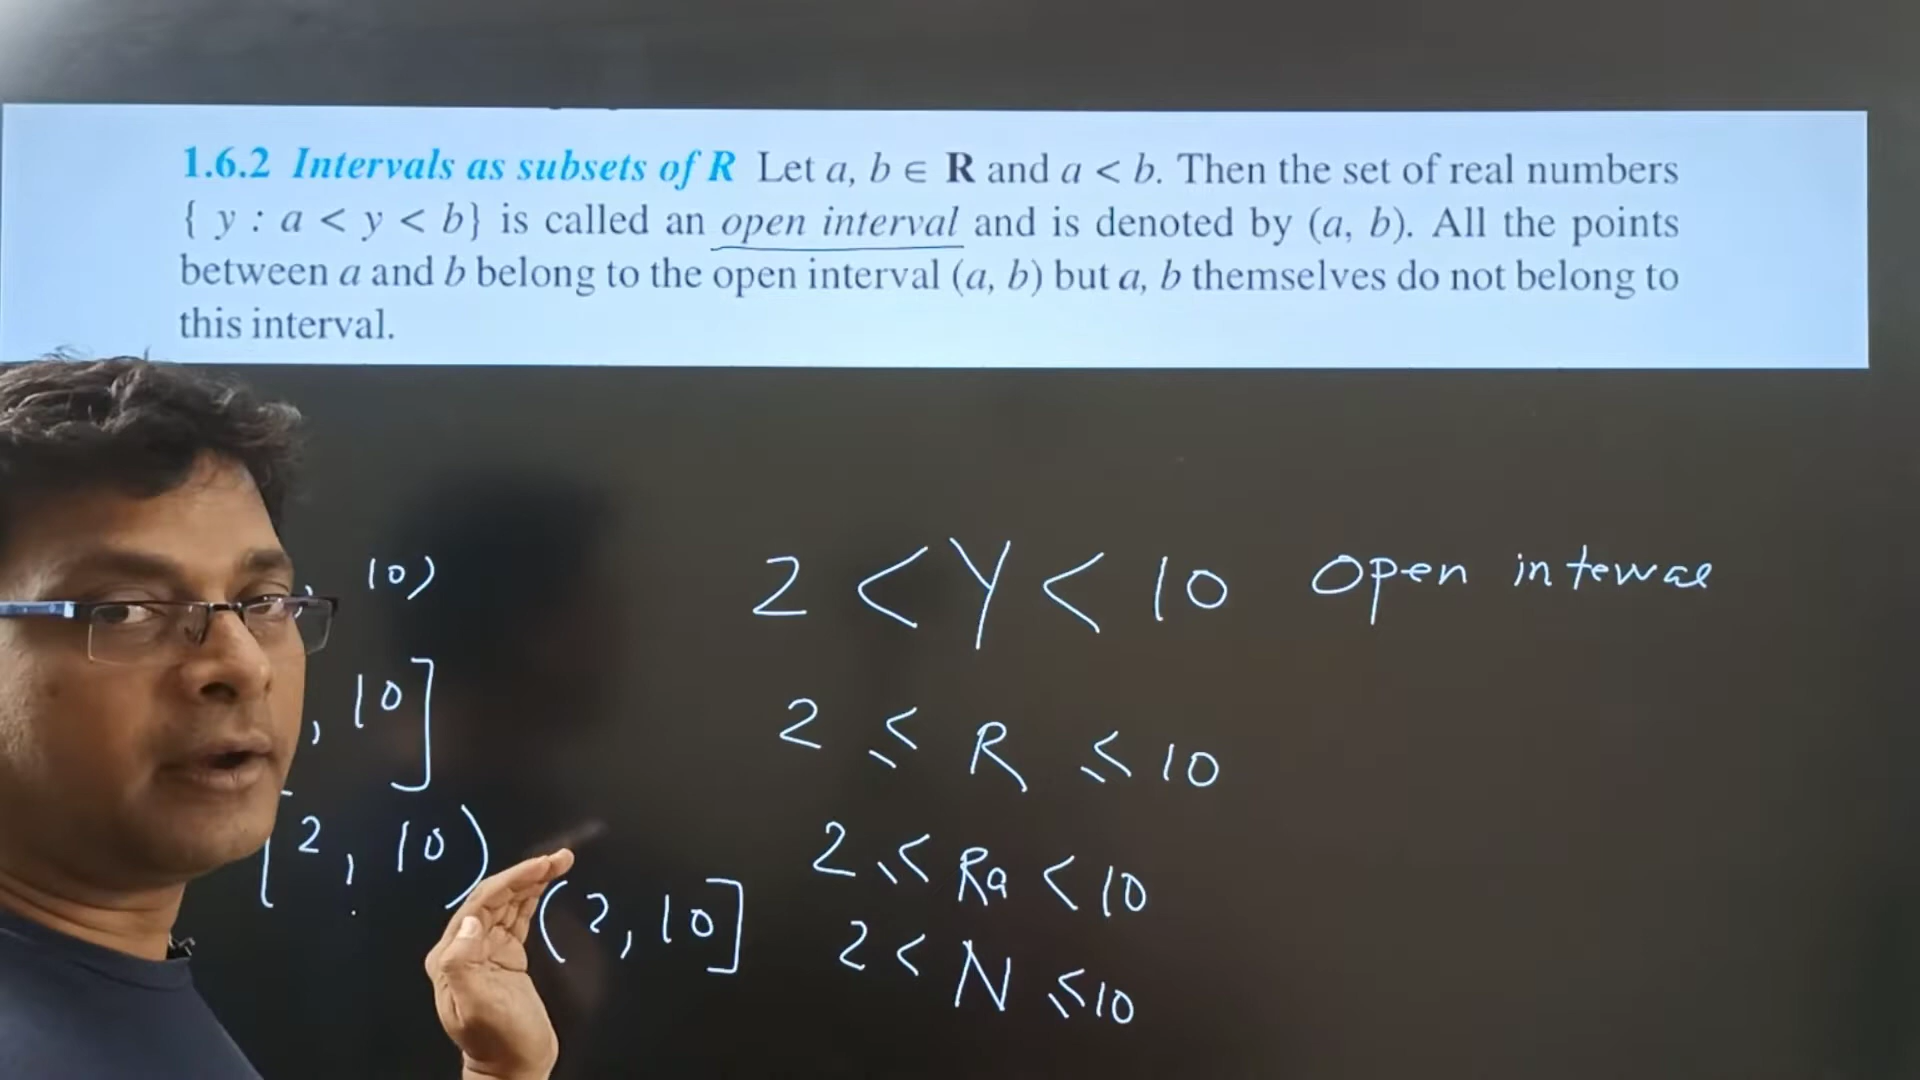 1.6.2 Intervals as subsets of R Let a, b ∈ R and a < b. Then the set of real numbers
{ y : a < y < b} is called an open interval and is denoted by (a, b). All the points
between a and b belong to the open interval (a, b) but a, b themselves do not belong to
this interval.
, 10)
2 < Y < 10 Open
, 10]
2 ≤ R ≤ 10
[2, 10)
2 ≤ Ra < 10
(2, 10]
2 < N ≤ 10